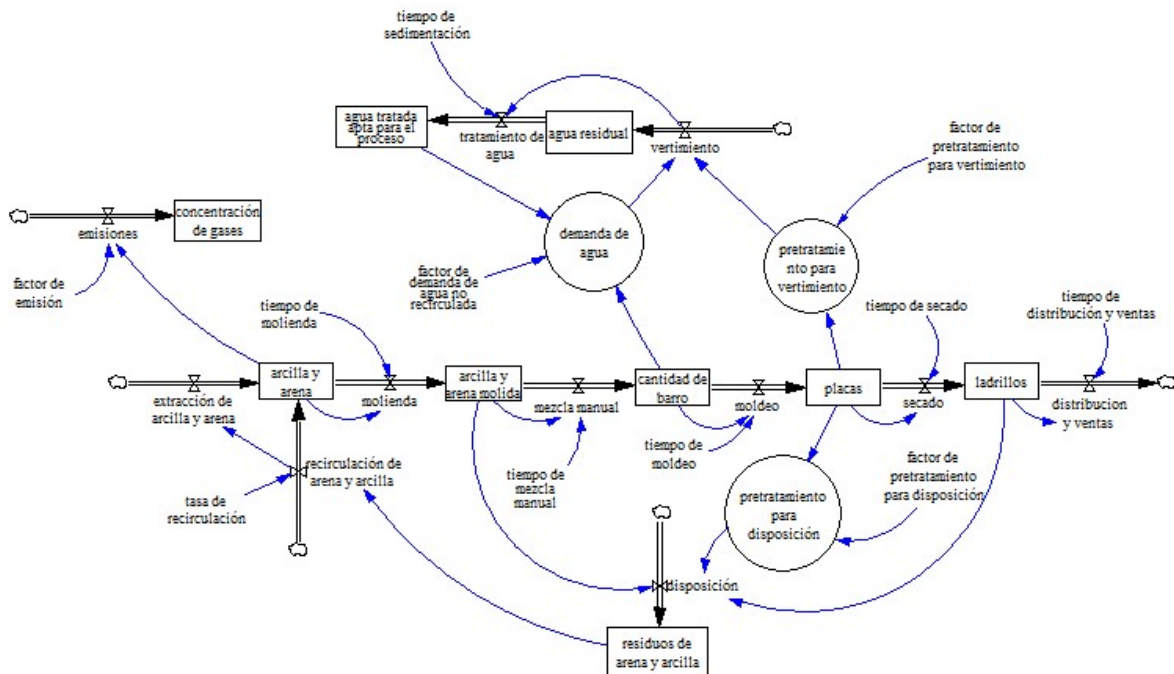 tiempo de
sedimentación
agua tratada
apta para el
proceso
tratamiento de
agua
agua residual
vertimiento
factor de
pretratamiento
para vertimiento
concentración
de gases
emisiones
factor de
emisión
demanda de
agua
factor de
demanda de
agua no
recirculada
pretratamie
nto para
vertimiento
tiempo de
molienda
tiempo de secado
tiempo de
distribución y ventas
arcilla y
arena
extracción de
arcilla y arena
molienda
arcilla y
arena molida
mezcla manual
cantidad de
barro
moldeo
placas
secado
ladrillos
distribucion
y ventas
tiempo de
moldeo
recirculación de
arena y arcilla
tasa de
recirculación
tiempo de
mezcla
manual
factor de
pretratamiento
para disposición
pretratamiento
para
disposición
disposición
residuos de
arena y arcilla